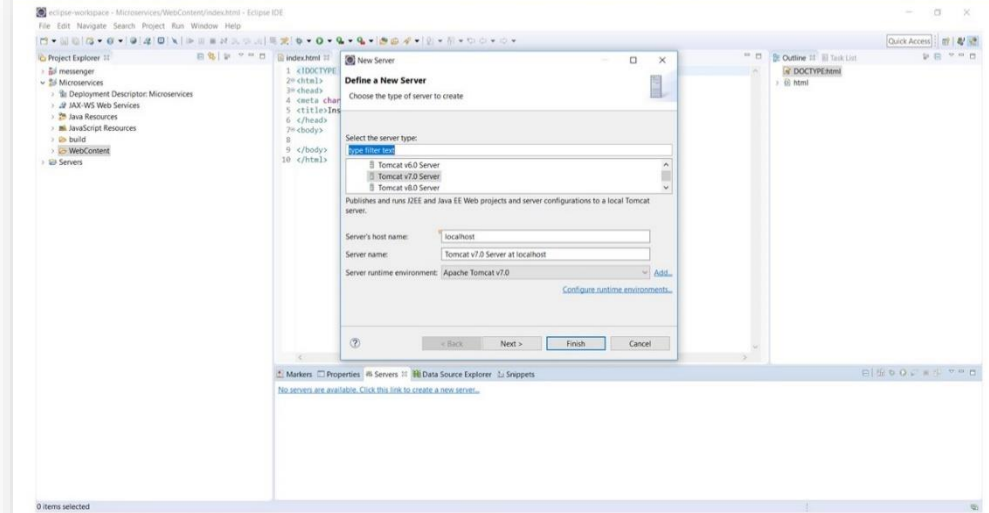 eclipse-workspace - Microservices/WebContent/index.html - Eclipse IDE
File Edit Navigate Search Project Run Window Help
Quick Access
Project Explorer
messenger
Microservices
Deployment Descriptor: Microservices
JAX-WS Web Services
Java Resources
JavaScript Resources
build
WebContent
Servers
index.html
1 <!DOCTYPE
2 <html>
3 <head>
4 <meta char
5 <title>Ins
6 </head>
7 <body>
8
9 </body>
10 </html>
New Server
Define a New Server
Choose the type of server to create
Select the server type:
type filter text
Tomcat v6.0 Server
Tomcat v7.0 Server
Tomcat v8.0 Server
Publishes and runs J2EE and Java EE Web projects and server configurations to a local Tomcat
server.
Server's host name: localhost
Server name: Tomcat v7.0 Server at localhost
Server runtime environment: Apache Tomcat v7.0 Add...
Configure runtime environments...
? < Back Next > Finish Cancel
Outline Task List
DOCTYPE:html
html
Markers Properties Servers Data Source Explorer Snippets
No servers are available. Click this link to create a new server...
0 items selected